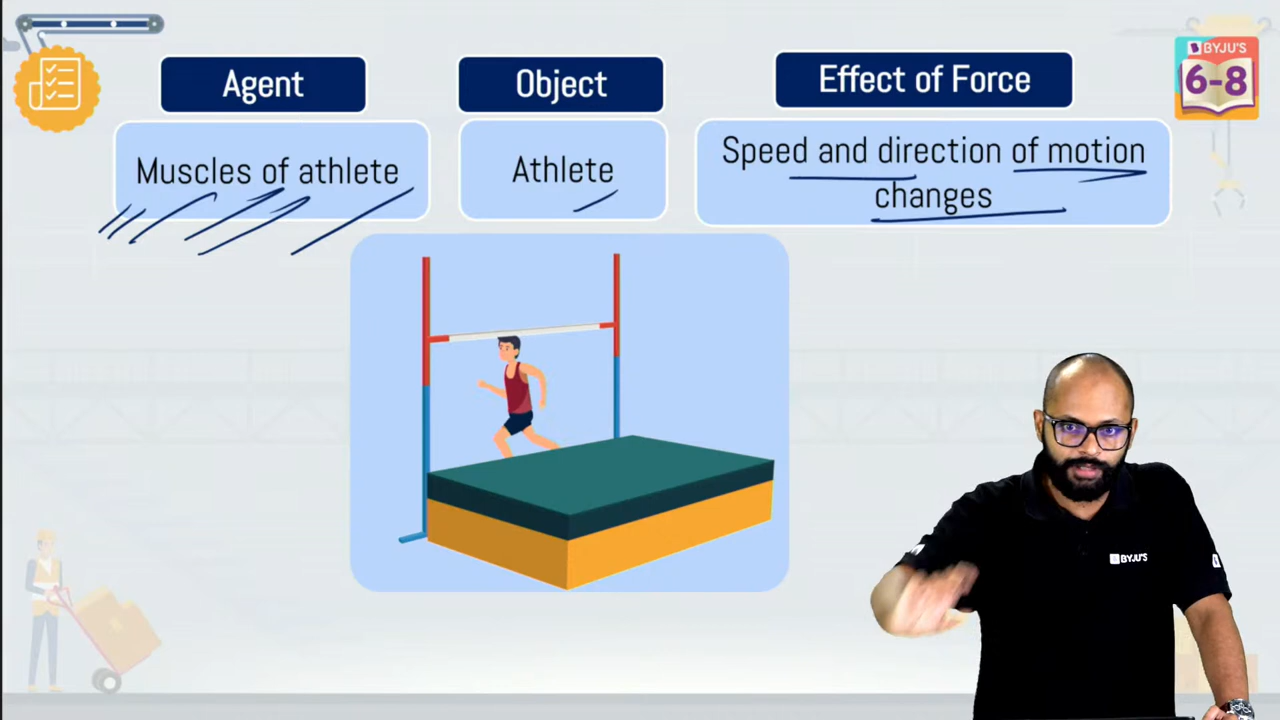 Agent
Object
Effect of Force
BYJU'S
6-8
Muscles of athlete
Athlete
Speed and direction of motion
changes
BYJU'S